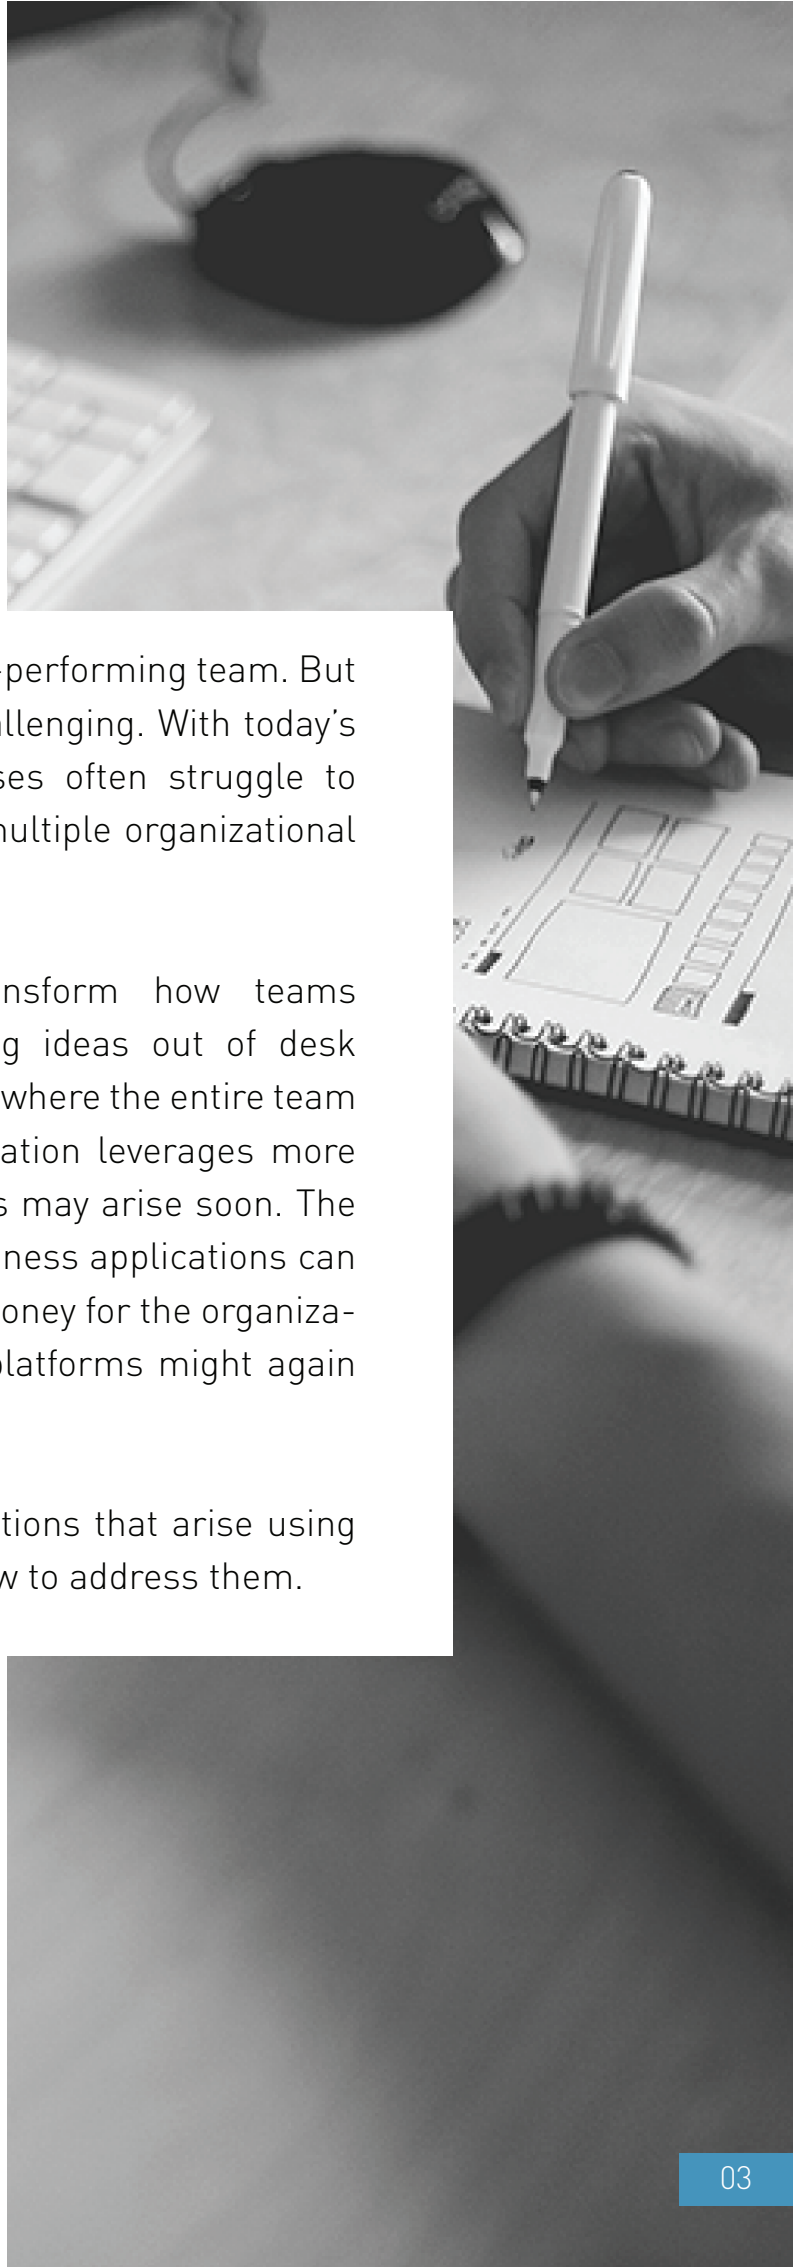 -performing team. But
llenging. With today's
ses often struggle to
nultiple organizational
nsform how teams
g ideas out of desk
where the entire team
ation leverages more
s may arise soon. The
ness applications can
oney for the organiza-
platforms might again
tions that arise using
w to address them.
03